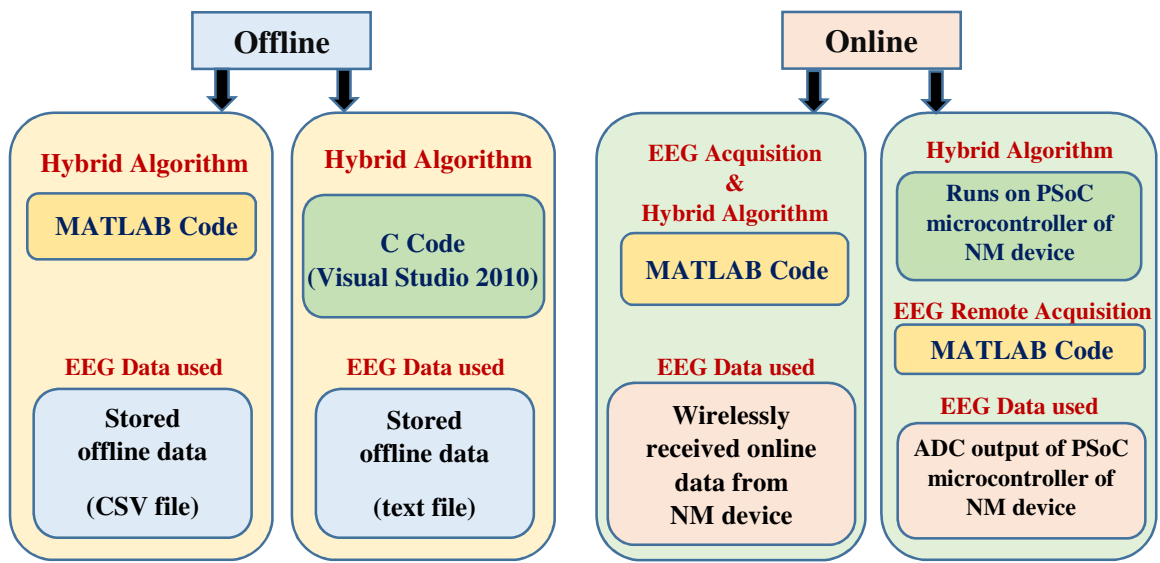 Offline
Hybrid Algorithm
MATLAB Code
EEG Data used
Stored
offline data
(CSV file)
Hybrid Algorithm
C Code
(Visual Studio 2010)
EEG Data used
Stored
offline data
(text file)
Online
EEG Acquisition
&
Hybrid Algorithm
MATLAB Code
EEG Data used
Wirelessly
received online
data from
NM device
Hybrid Algorithm
Runs on PSoC
microcontroller of
NM device
EEG Remote Acquisition
MATLAB Code
EEG Data used
ADC output of PSoC
microcontroller of
NM device